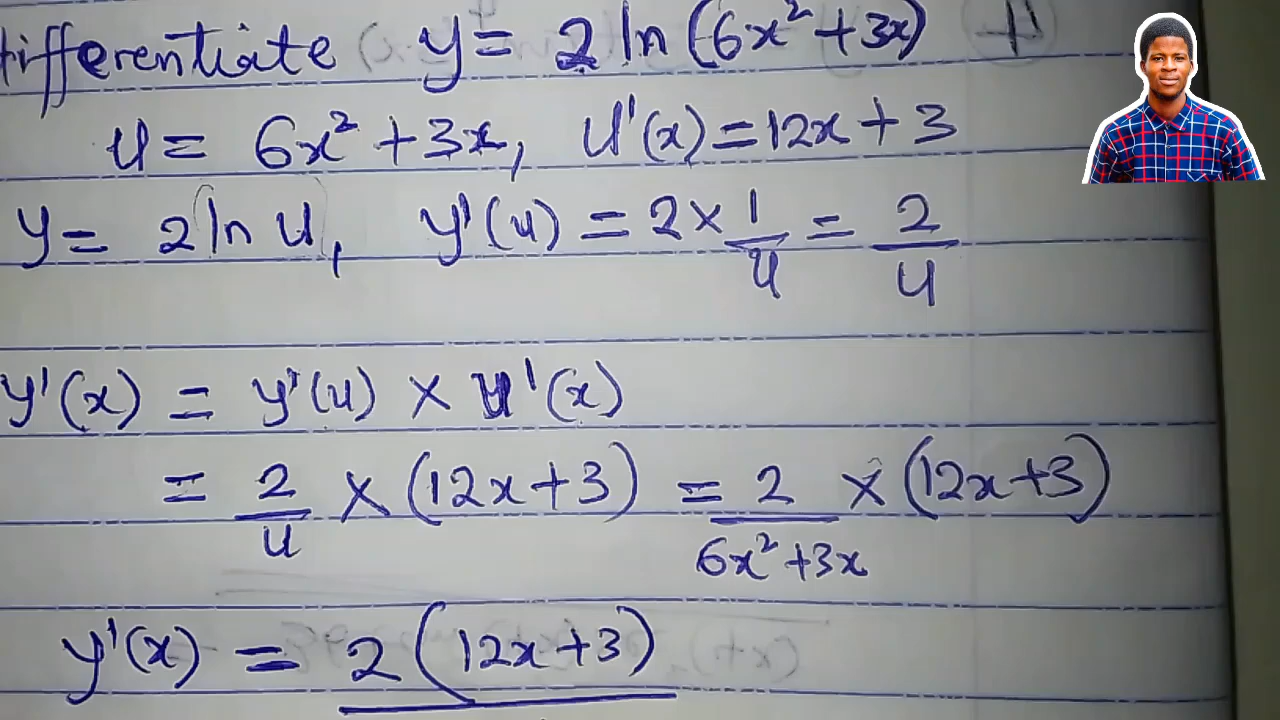 differentiate y = 2 ln (6x² + 3x)
u = 6x² + 3x, u'(x) = 12x + 3
y = 2 ln u, y'(u) = 2 × 1/u = 2/u
y'(x) = y'(u) × u'(x)
= 2/u × (12x + 3) = 2/(6x² + 3x) × (12x + 3)
y'(x) = 2 (12x + 3)